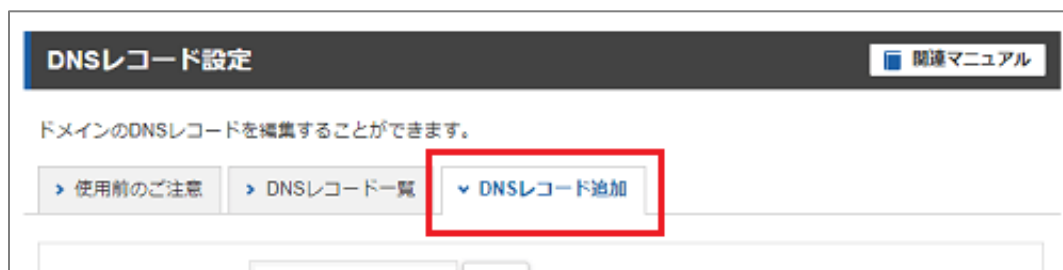 DNSレコード設定
関連マニュアル
ドメインのDNSレコードを編集することができます。
使用前のご注意
DNSレコード一覧
DNSレコード追加